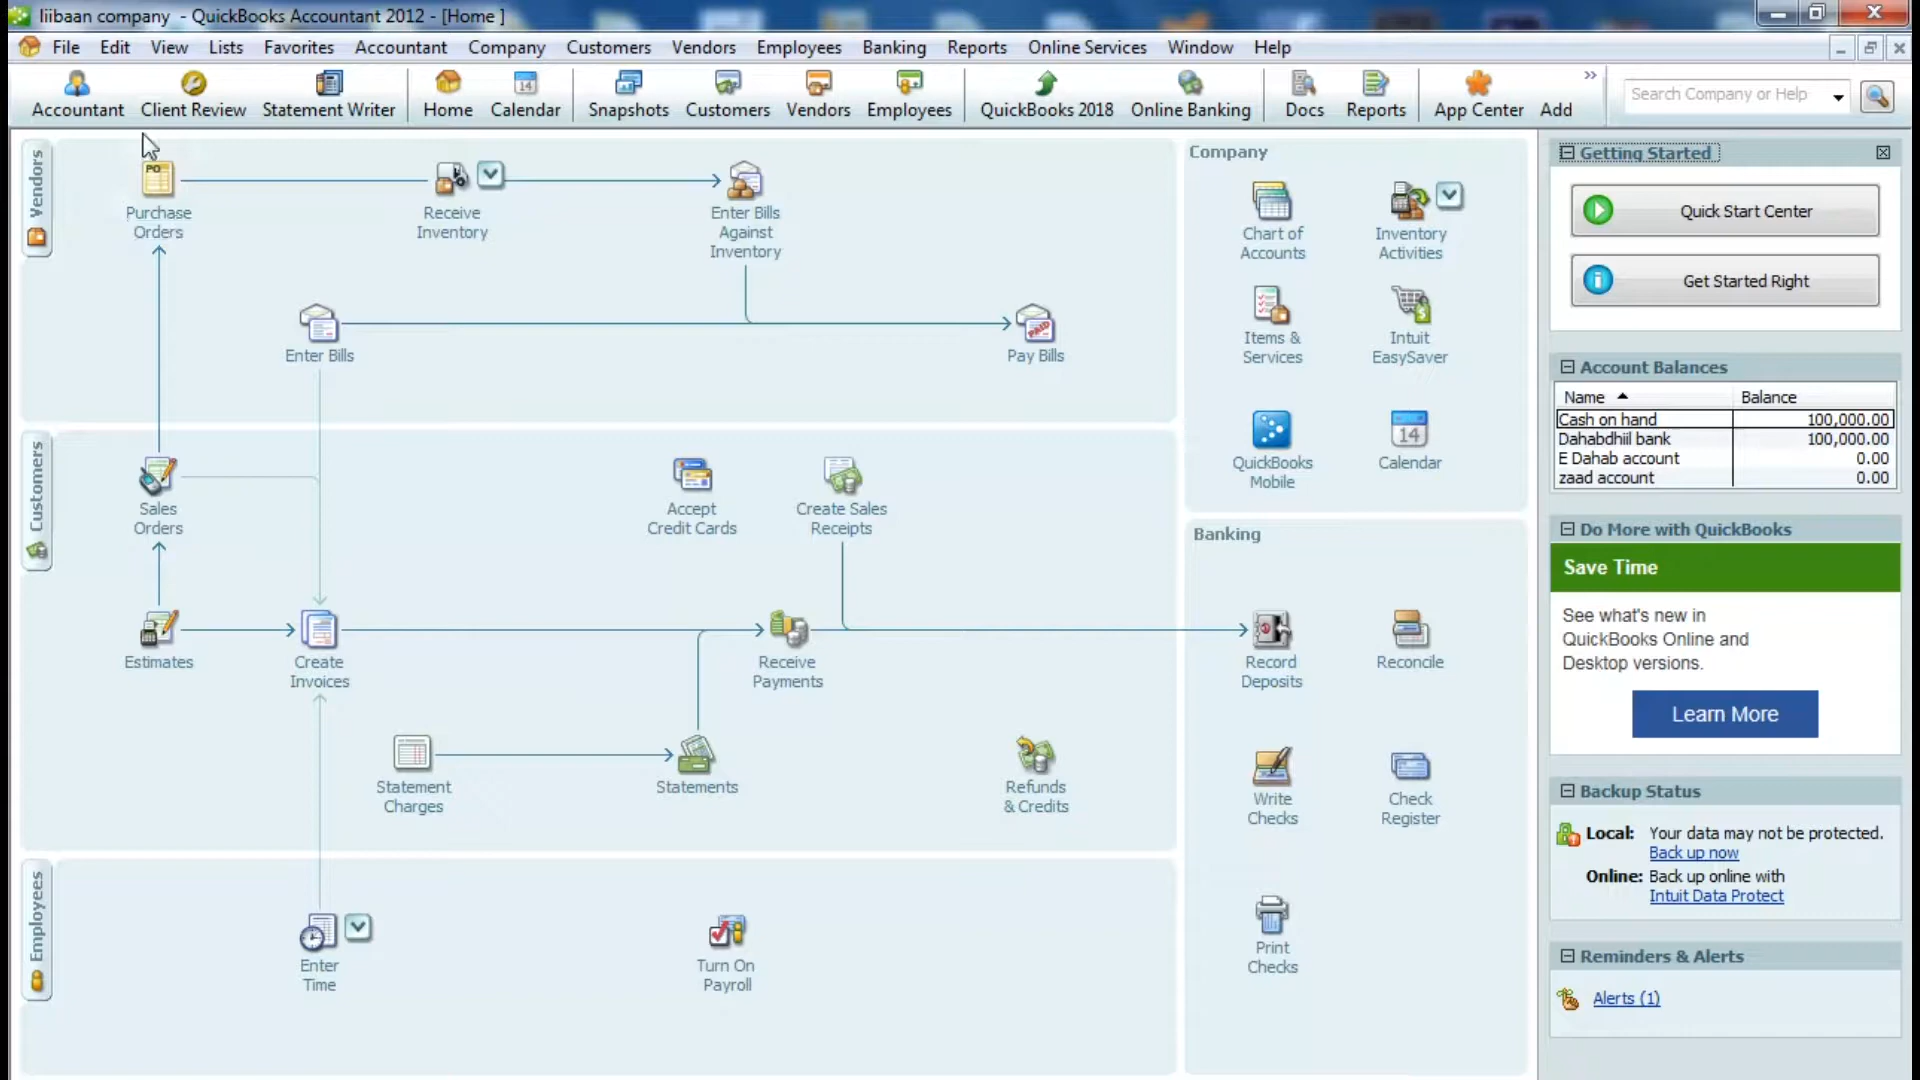 liibaan company - QuickBooks Accountant 2012 - [Home ]
File Edit View Lists Favorites Accountant Company Customers Vendors Employees Banking Reports Online Services Window Help
Accountant Client Review Statement Writer Home 14 Calendar Snapshots Customers Vendors Employees QuickBooks 2018 Online Banking Docs Reports App Center Add
Search Company or Help
Vendors
PO
Purchase
Orders
Receive
Inventory
Enter Bills
Against
Inventory
Enter Bills
PAID
Pay Bills
Customers
Sales
Orders
Accept
Credit Cards
Create Sales
Receipts
Estimates
Create
Invoices
Receive
Payments
Statement
Charges
Statements
Refunds
& Credits
Employees
Enter
Time
Turn On
Payroll
Company
Chart of
Accounts
Inventory
Activities
Items &
Services
Intuit
EasySaver
QuickBooks
Mobile
14
Calendar
Banking
Record
Deposits
Reconcile
Write
Checks
Check
Register
Print
Checks
Getting Started
Quick Start Center
Get Started Right
Account Balances
Name Balance
Cash on hand 100,000.00
Dahabdhiil bank 100,000.00
E Dahab account 0.00
zaad account 0.00
Do More with QuickBooks
Save Time
See what's new in
QuickBooks Online and
Desktop versions.
Learn More
Backup Status
Local: Your data may not be protected.
Back up now
Online: Back up online with
Intuit Data Protect
Reminders & Alerts
Alerts (1)